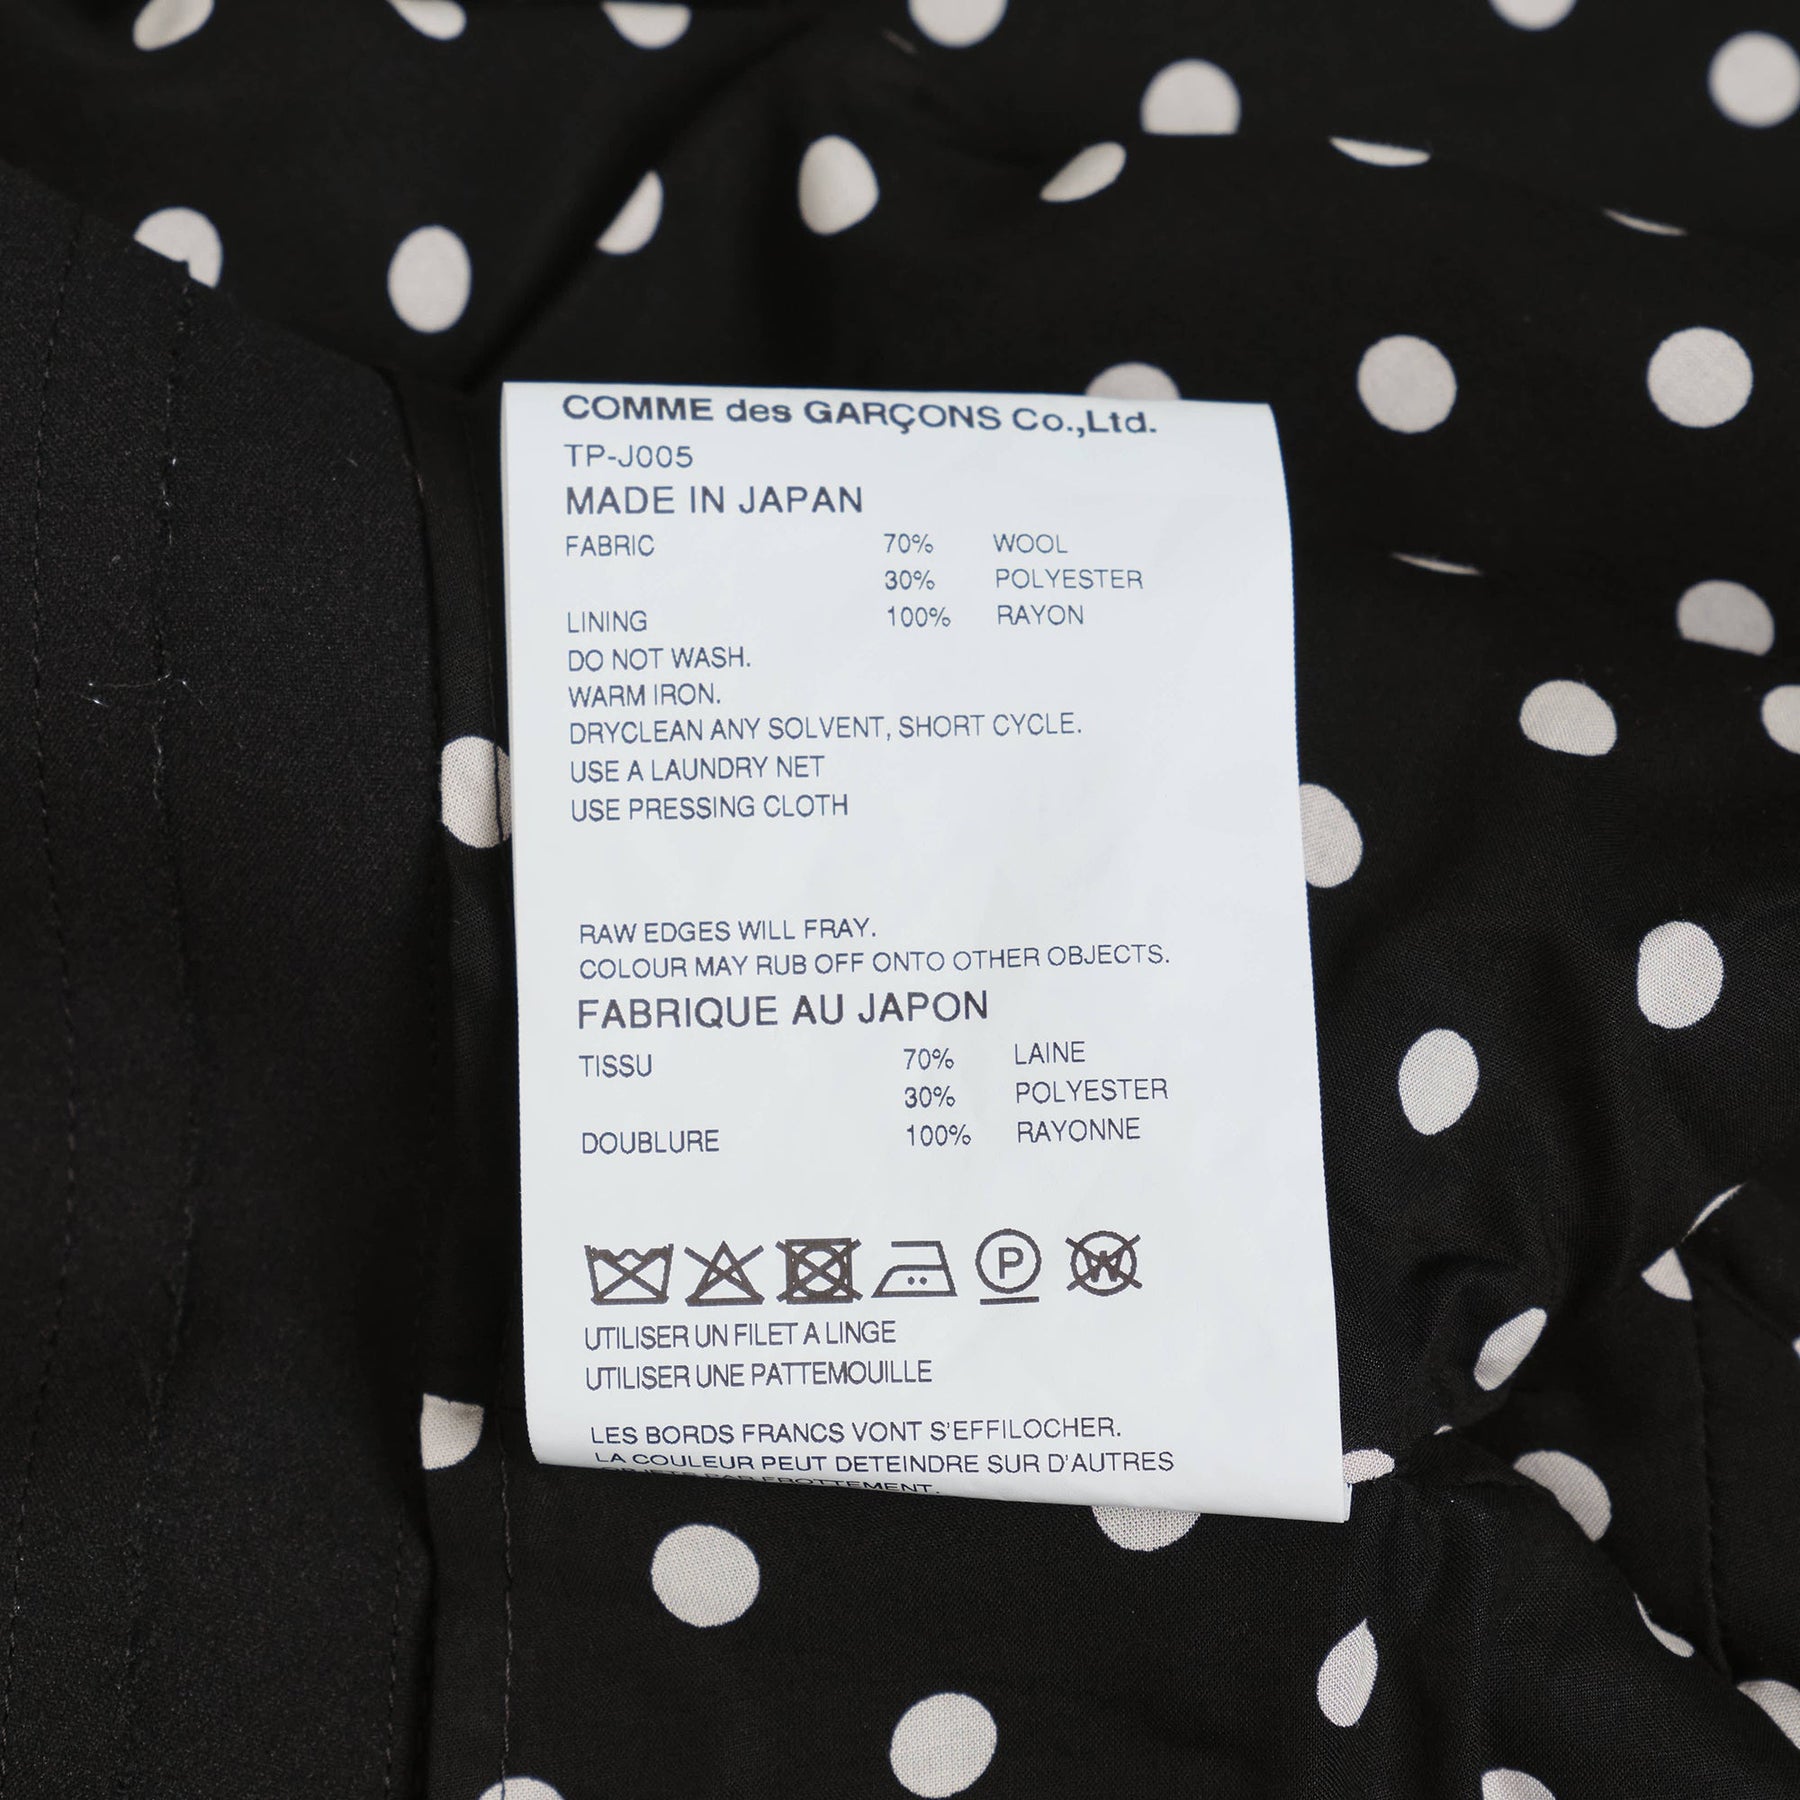 COMME des GARÇONS Co.,Ltd.
TP-J005
MADE IN JAPAN
FABRIC 70% WOOL
30% POLYESTER
LINING 100% RAYON
DO NOT WASH.
WARM IRON.
DRYCLEAN ANY SOLVENT, SHORT CYCLE.
USE A LAUNDRY NET
USE PRESSING CLOTH
RAW EDGES WILL FRAY.
COLOUR MAY RUB OFF ONTO OTHER OBJECTS.
FABRIQUE AU JAPON
TISSU 70% LAINE
30% POLYESTER
DOUBLURE 100% RAYONNE
P W
UTILISER UN FILET A LINGE
UTILISER UNE PATTEMOUILLE
LES BORDS FRANCS VONT S'EFFILOCHER.
LA COULEUR PEUT DETEINDRE SUR D'AUTRES
OBJETS PAR FROTTEMENT.